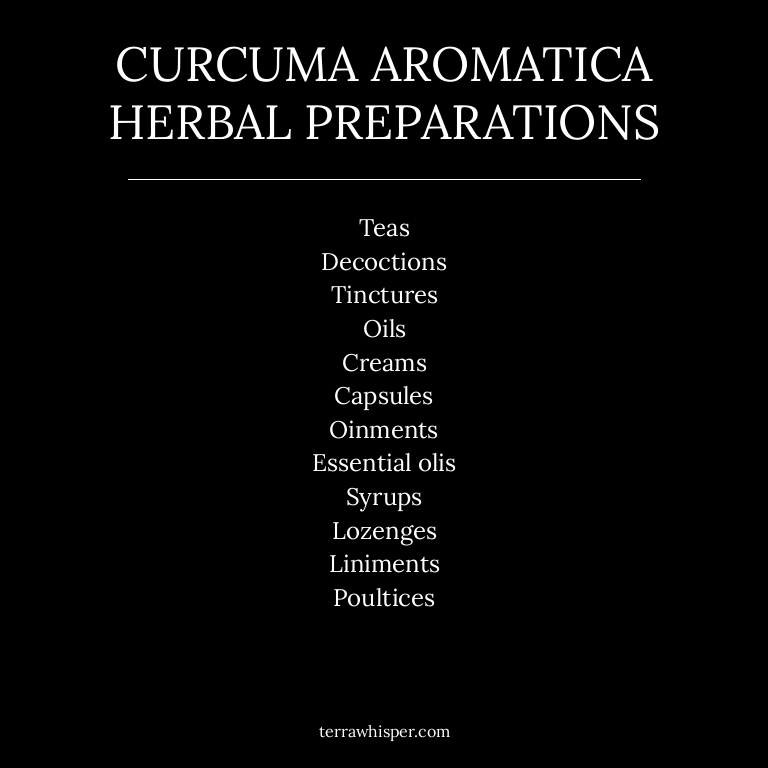 CURCUMA AROMATICA
HERBAL PREPARATIONS
Teas
Decoctions
Tinctures
Oils
Creams
Capsules
Oinments
Essential olis
Syrups
Lozenges
Liniments
Poultices
terrawhisper.com